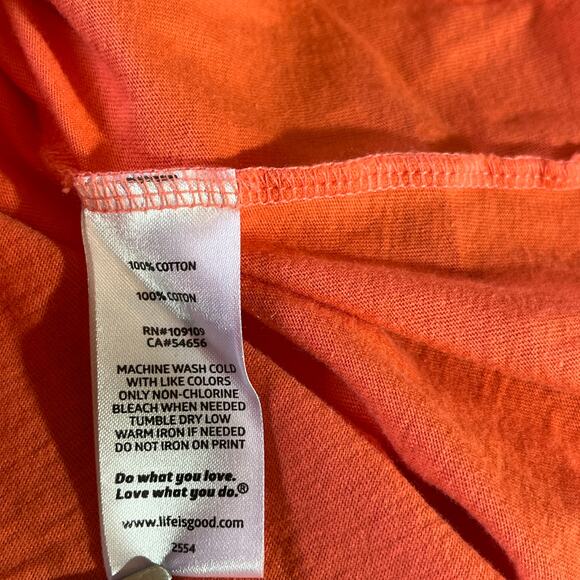 100% COTTON
100% COTON
RN#109109
CA#54656
MACHINE WASH COLD
WITH LIKE COLORS
ONLY NON-CHLORINE
BLEACH WHEN NEEDED
TUMBLE DRY LOW
WARM IRON IF NEEDED
DO NOT IRON ON PRINT
Do what you love.
Love what you do.®
www.lifeisgood.com
2554